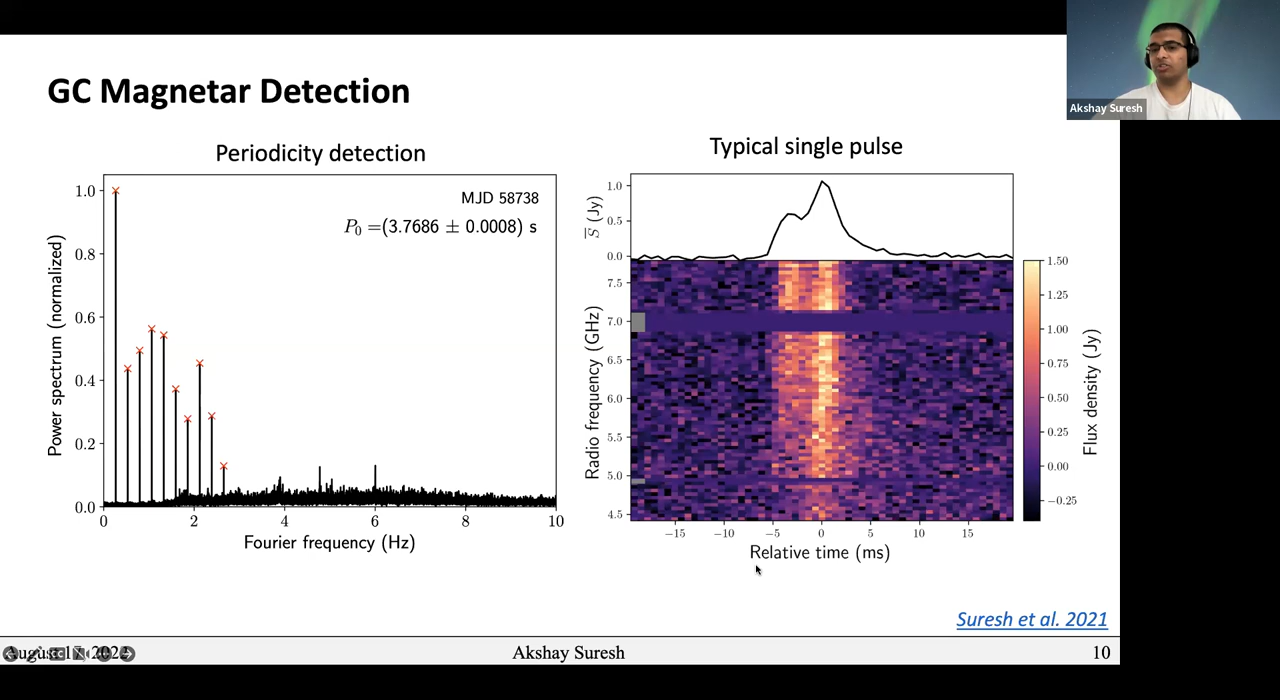 GC Magnetar Detection
Akshay Suresh
Periodicity detection
Typical single pulse
MJD 58738
P₀ =(3.7686 ± 0.0008) s
Power spectrum (normalized)
1.0
0.8
0.6
0.4
0.2
0.0
0 2 4 6 8 10
Fourier frequency (Hz)
S̅ (Jy)
1.0
0.5
0.0
Radio frequency (GHz)
7.5
7.0
6.5
6.0
5.5
5.0
4.5
−15 −10 −5 0 5 10 15
Relative time (ms)
1.50
1.25
1.00
0.75
0.50
0.25
0.00
−0.25
Flux density (Jy)
Suresh et al. 2021
Akshay Suresh
10